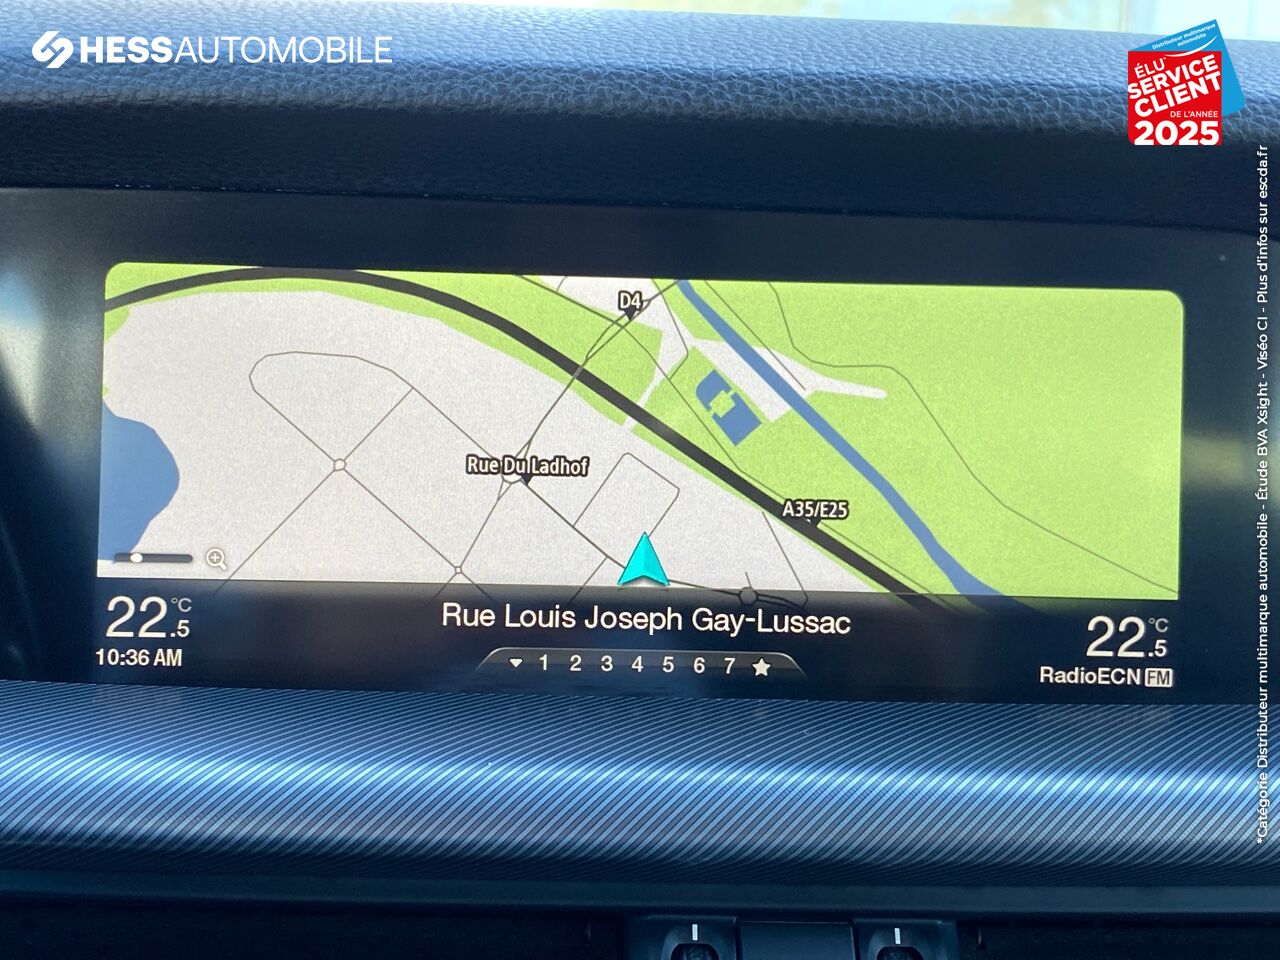 HESSAUTOMOBILE
Distributeur multimarque
automobile
ÉLU*
SERVICE
CLIENT
DE L'ANNÉE
2025
*Catégorie Distributeur multimarque automobile - Étude BVA Xsight - Viséo CI - Plus d'infos sur escda.fr
D4
Rue Du Ladhof
A35/E25
22.5°C
10:36 AM
Rue Louis Joseph Gay-Lussac
1 2 3 4 5 6 7
22.5°C
RadioECN FM